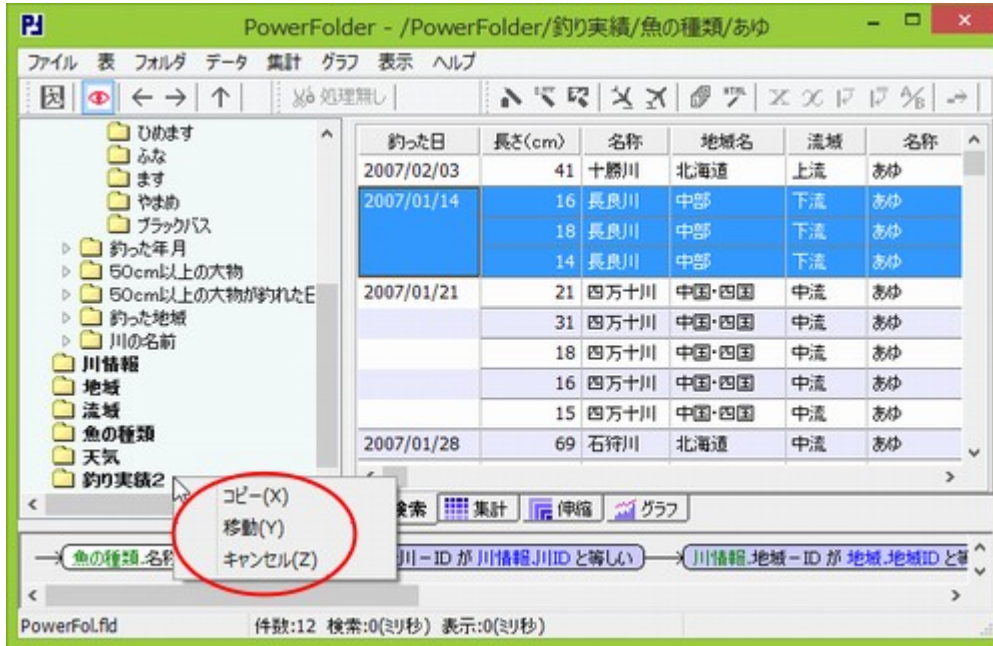 PowerFolder - /PowerFolder/釣り実績/魚の種類/あゆ
ファイル 表 フォルダ データ 集計 グラフ 表示 ヘルプ
処理無し
ひめます
ふな
ます
やまめ
ブラックバス
釣った年月
50cm以上の大物
50cm以上の大物が釣れたE
釣った地域
川の名前
川情報
地域
流域
魚の種類
天気
釣り実績2
釣った日 長さ(cm) 名称 地域名 流域 名称
2007/02/03 41 十勝川 北海道 上流 あゆ
2007/01/14 16 長良川 中部 下流 あゆ
18 長良川 中部 下流 あゆ
14 長良川 中部 下流 あゆ
2007/01/21 21 四万十川 中国・四国 中流 あゆ
31 四万十川 中国・四国 中流 あゆ
18 四万十川 中国・四国 中流 あゆ
16 四万十川 中国・四国 中流 あゆ
15 四万十川 中国・四国 中流 あゆ
2007/01/28 69 石狩川 北海道 中流 あゆ
検索 集計 伸縮 グラフ
コピー(X)
移動(Y)
キャンセル(Z)
魚の種類.名称 川-ID が 川情報.川ID と等しい 川情報.地域-ID が 地域.地域ID と等
PowerFol.fld 件数:12 検索:0(ミリ秒) 表示:0(ミリ秒)